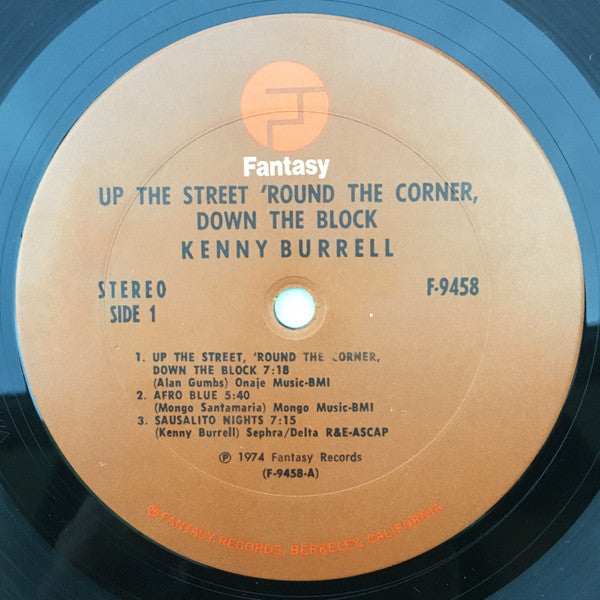 Fantasy
UP THE STREET 'ROUND THE CORNER,
DOWN THE BLOCK
KENNY BURRELL
STEREO
SIDE 1
F-9458
1. UP THE STREET, 'ROUND THE CORNER,
DOWN THE BLOCK 7:18
(Alan Gumbs) Onaje Music-BMI
2. AFRO BLUE 5:40
(Mongo Santamaria) Mongo Music-BMI
3. SAUSALITO NIGHTS 7:15
(Kenny Burrell) Sephra/Delta R&E-ASCAP
℗ 1974 Fantasy Records
(F-9458-A)
® FANTASY RECORDS, BERKELEY, CALIFORNIA